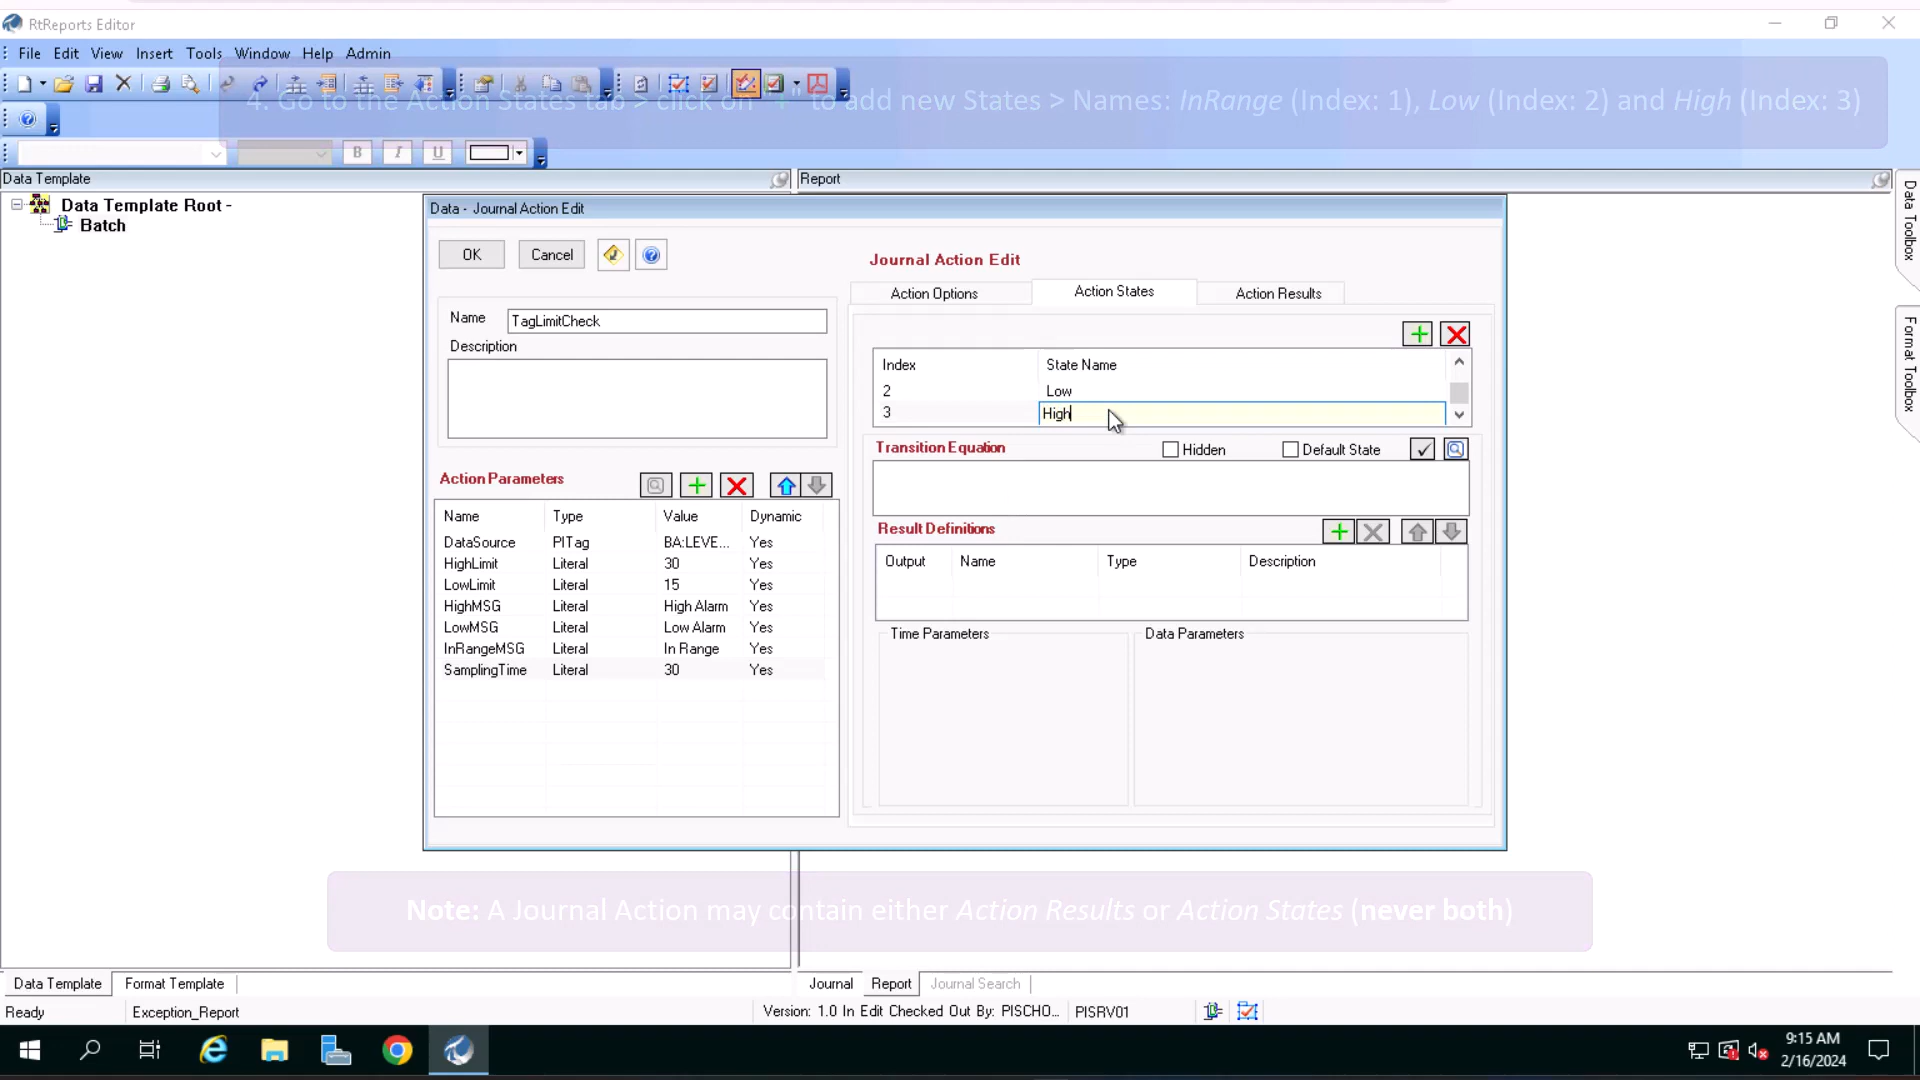 RtReports Editor
File Edit View Insert Tools Window Help Admin
4. Go to the Action States tab > click on "+" to add new States > Names: InRange (Index: 1), Low (Index: 2) and High (Index: 3)
B I U
Data Template
Report
Data Template Root -
Batch
Data Toolbox
Format Toolbox
Data - Journal Action Edit
OK Cancel
Journal Action Edit
Action Options Action States Action Results
Name TagLimitCheck
Description
Index State Name
2 Low
3 High
Transition Equation Hidden Default State
Action Parameters
Name Type Value Dynamic
DataSource PITag BA:LEVE... Yes
HighLimit Literal 30 Yes
LowLimit Literal 15 Yes
HighMSG Literal High Alarm Yes
LowMSG Literal Low Alarm Yes
InRangeMSG Literal In Range Yes
SamplingTime Literal 30 Yes
Result Definitions
Output Name Type Description
Time Parameters Data Parameters
Note: A Journal Action may contain either Action Results or Action States (never both)
Data Template Format Template
Journal Report Journal Search
Ready Exception_Report Version: 1.0 In Edit Checked Out By: PISCHO... PISRV01
9:15 AM
2/16/2024